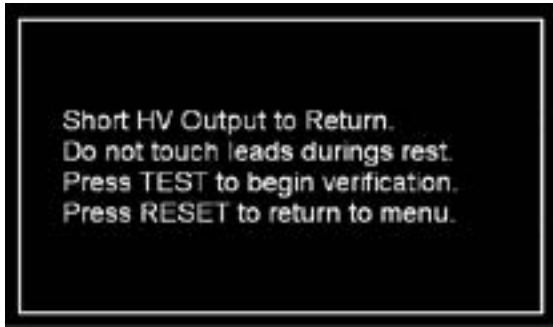 Short HV Output to Return.
Do not touch leads durings rest.
Press TEST to begin verification.
Press RESET to return to menu.